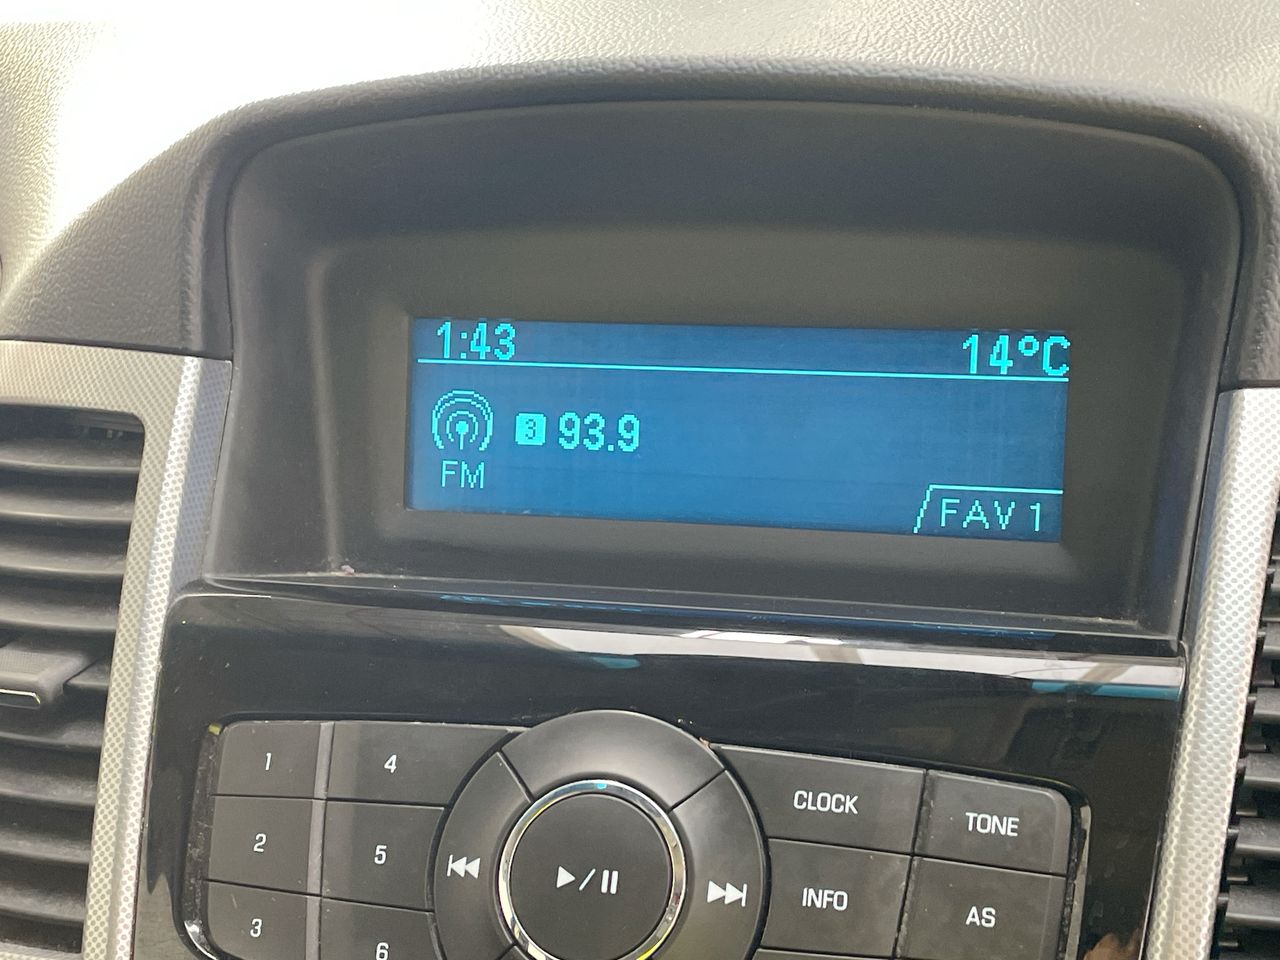 1:43 14°C
3 93.9
FM
FAV 1
1 4 CLOCK TONE
2 5 INFO AS
3 6